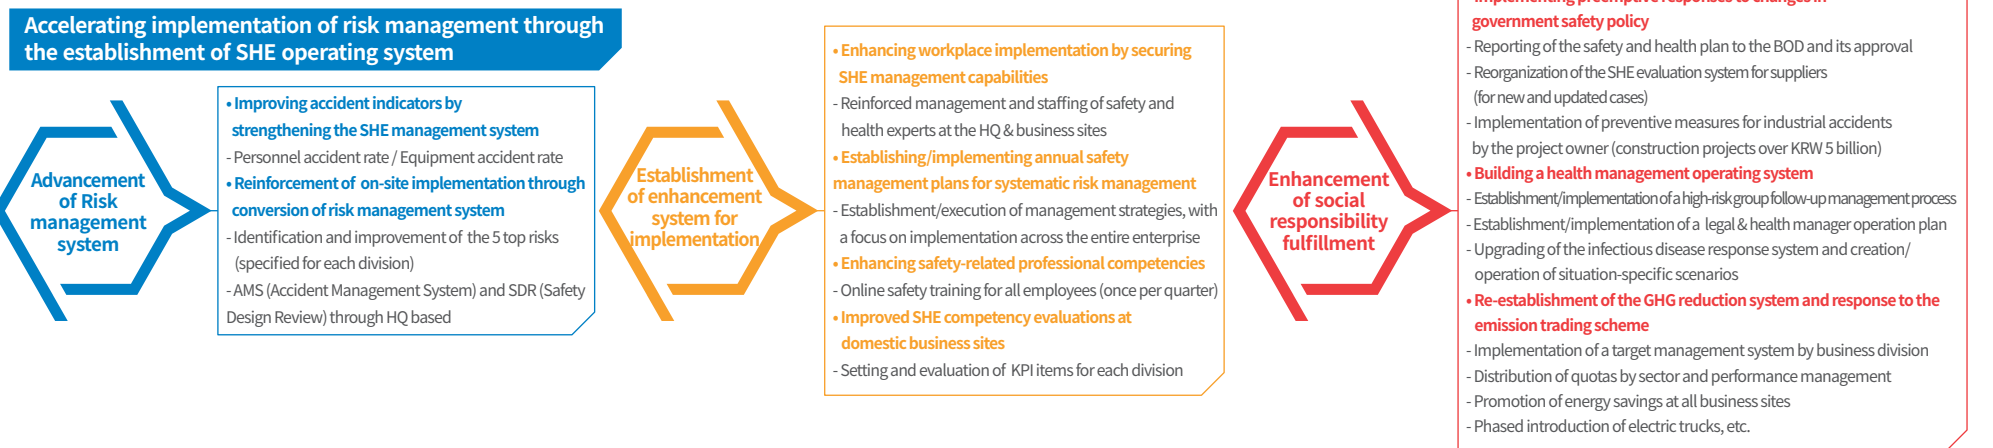 Accelerating implementation of risk management through
the establishment of SHE operating system
Advancement
of Risk
management
system
• Improving accident indicators by
strengthening the SHE management system
- Personnel accident rate / Equipment accident rate
• Reinforcement of on-site implementation through
conversion of risk management system
- Identification and improvement of the 5 top risks
(specified for each division)
- AMS (Accident Management System) and SDR (Safety
Design Review) through HQ based
Establishment
of enhancement
system for
implementation
• Enhancing workplace implementation by securing
SHE management capabilities
- Reinforced management and staffing of safety and
health experts at the HQ & business sites
• Establishing/implementing annual safety
management plans for systematic risk management
- Establishment/execution of management strategies, with
a focus on implementation across the entire enterprise
• Enhancing safety-related professional competencies
- Online safety training for all employees (once per quarter)
• Improved SHE competency evaluations at
domestic business sites
- Setting and evaluation of KPI items for each division
Enhancement
of social
responsibility
fulfillment
• Implementing preemptive responses to changes in
government safety policy
- Reporting of the safety and health plan to the BOD and its approval
- Reorganization of the SHE evaluation system for suppliers
(for new and updated cases)
- Implementation of preventive measures for industrial accidents
by the project owner (construction projects over KRW 5 billion)
• Building a health management operating system
- Establishment/implementation of a high-risk group follow-up management process
- Establishment/implementation of a legal & health manager operation plan
- Upgrading of the infectious disease response system and creation/
operation of situation-specific scenarios
• Re-establishment of the GHG reduction system and response to the
emission trading scheme
- Implementation of a target management system by business division
- Distribution of quotas by sector and performance management
- Promotion of energy savings at all business sites
- Phased introduction of electric trucks, etc.